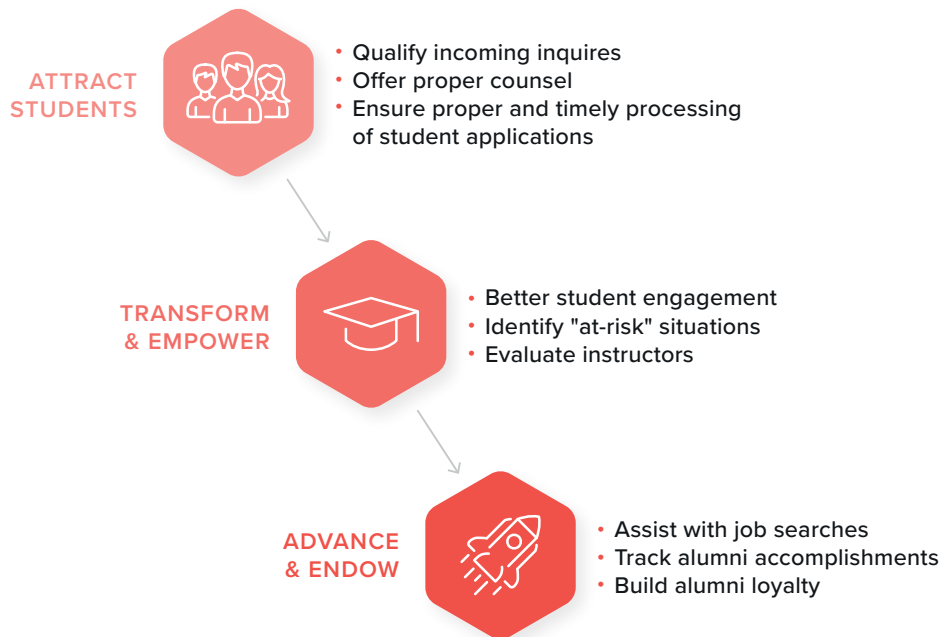 ATTRACT
STUDENTS
• Qualify incoming inquires
• Offer proper counsel
• Ensure proper and timely processing
of student applications
TRANSFORM
& EMPOWER
• Better student engagement
• Identify "at-risk" situations
• Evaluate instructors
ADVANCE
& ENDOW
• Assist with job searches
• Track alumni accomplishments
• Build alumni loyalty